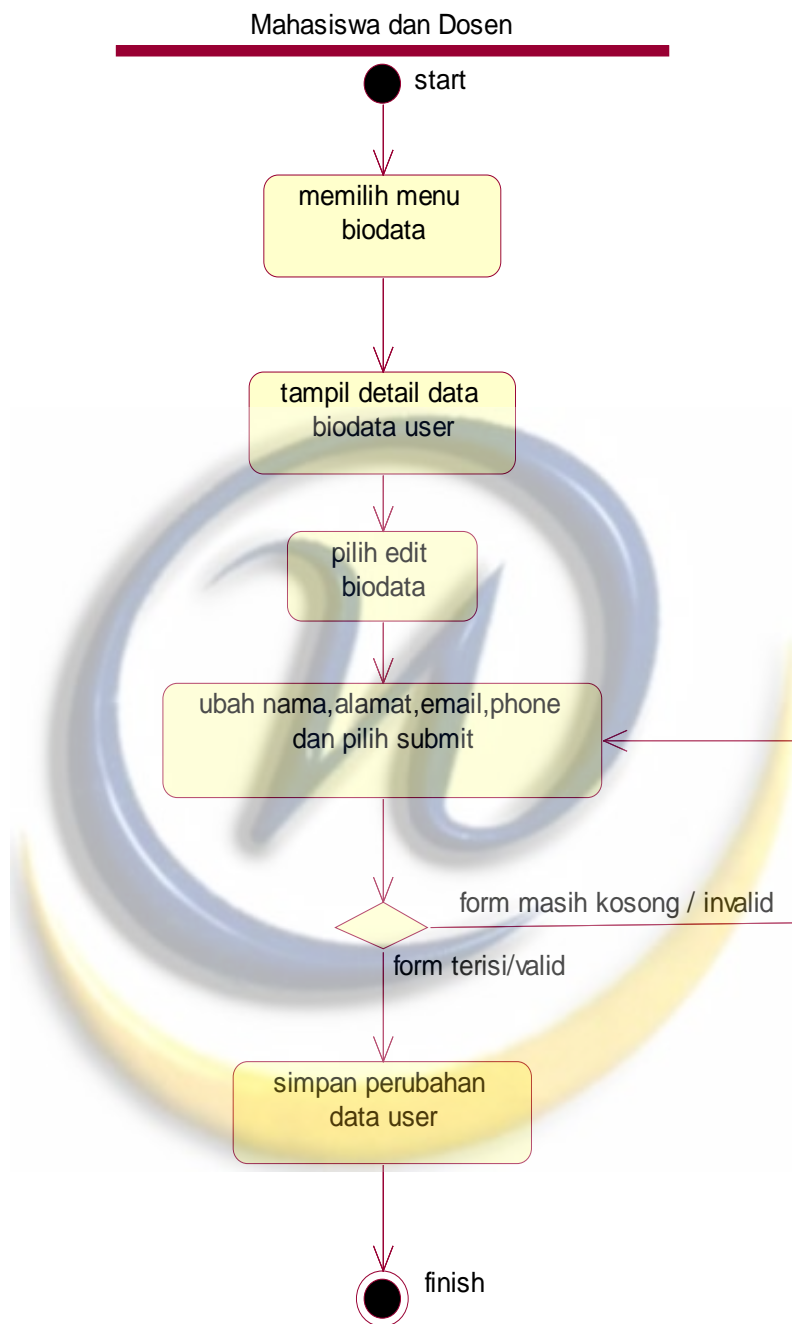 Mahasiswa dan Dosen
start
memilih menu
biodata
tampil detail data
biodata user
pilih edit
biodata
ubah nama,alamat,email,phone
dan pilih submit
form masih kosong / invalid
form terisi/valid
simpan perubahan
data user
finish